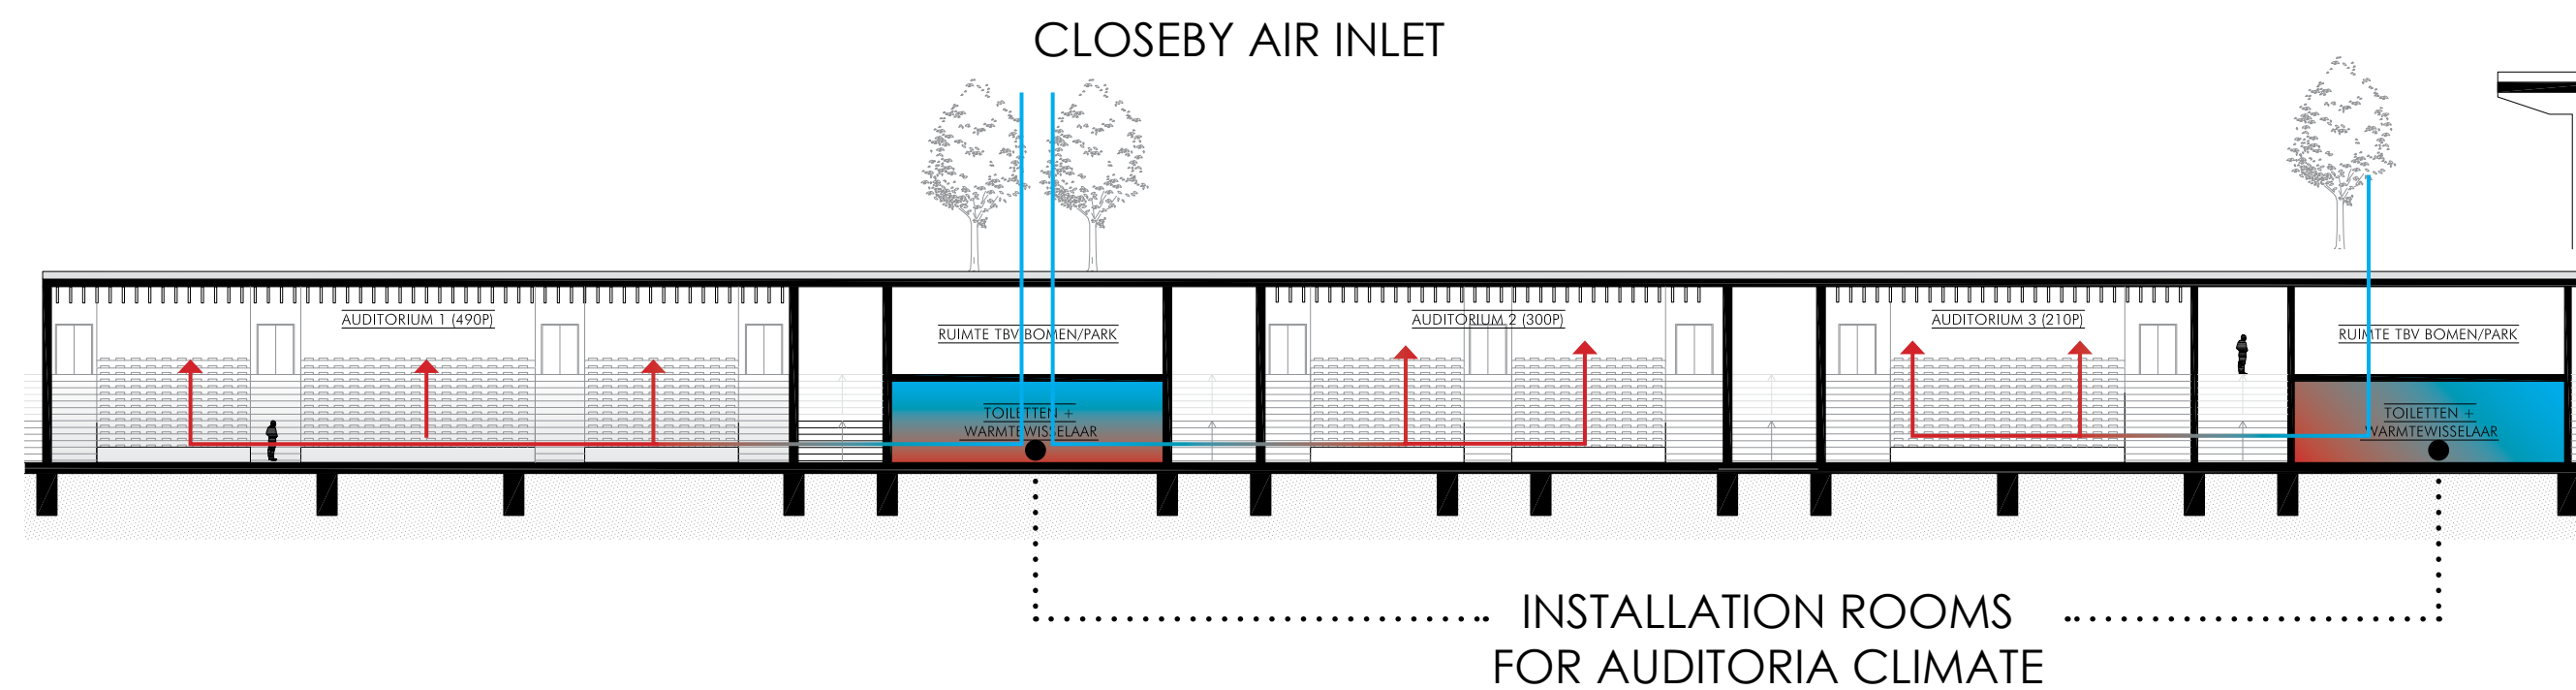 CLOSEBY AIR INLET
AUDITORIUM 1 (490P)
RUIMTE TBV BOMEN/PARK
TOILETTEN +
WARMTEWISSELAAR
AUDITORIUM 2 (300P)
AUDITORIUM 3 (210P)
RUIMTE TBV BOMEN/PARK
TOILETTEN +
WARMTEWISSELAAR
INSTALLATION ROOMS
FOR AUDITORIA CLIMATE